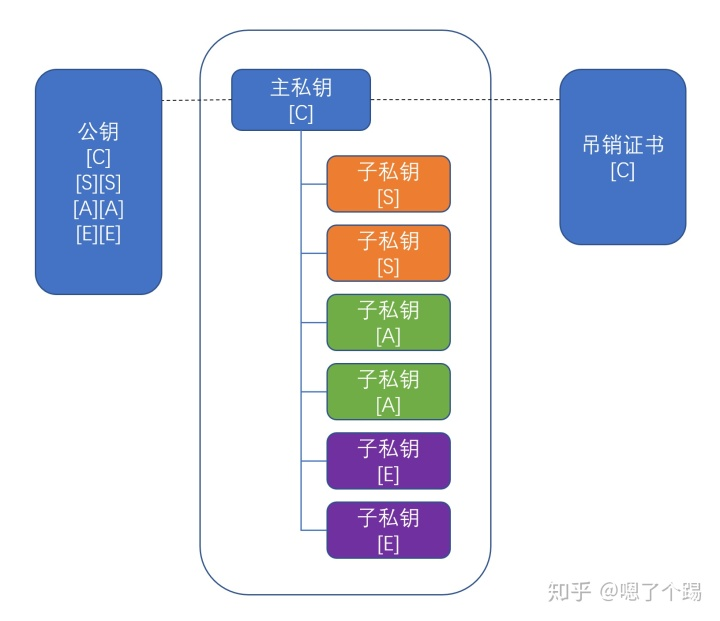 公钥
[C]
[S][S]
[A][A]
[E][E]
主私钥
[C]
子私钥
[S]
子私钥
[S]
子私钥
[A]
子私钥
[A]
子私钥
[E]
子私钥
[E]
吊销证书
[C]
知乎 @嗯了个踢